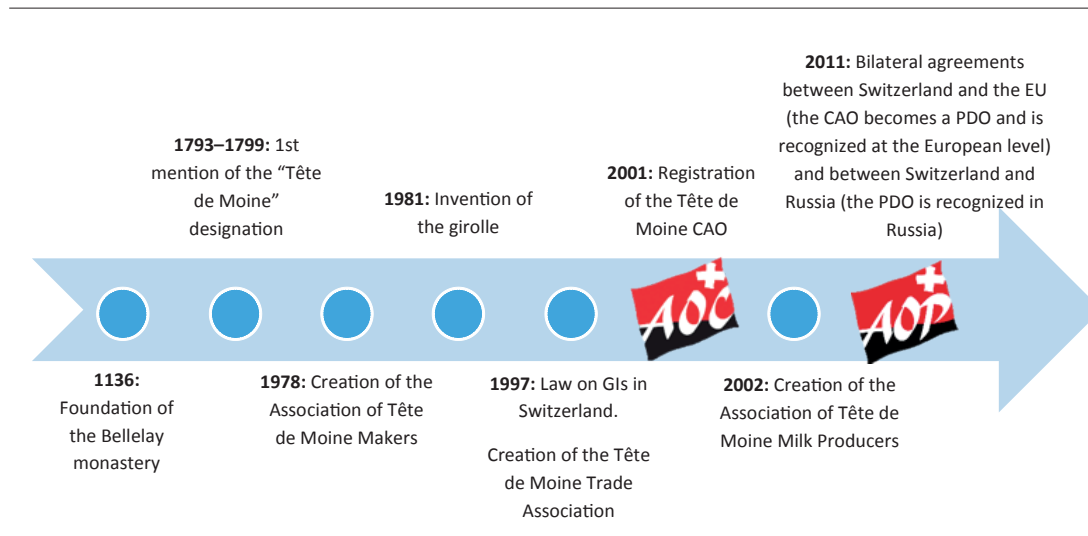 1136:
Foundation of
the Bellelay
monastery
1793–1799: 1st
mention of the “Tête
de Moine”
designation
1978: Creation of the
Association of Tête
de Moine Makers
1981: Invention of
the girolle
1997: Law on GIs in
Switzerland.
Creation of the Tête
de Moine Trade
Association
2001: Registration
of the Tête de
Moine CAO
AOC
2002: Creation of the
Association of Tête de
Moine Milk Producers
2011: Bilateral agreements
between Switzerland and the EU
(the CAO becomes a PDO and is
recognized at the European level)
and between Switzerland and
Russia (the PDO is recognized in
Russia)
AOP